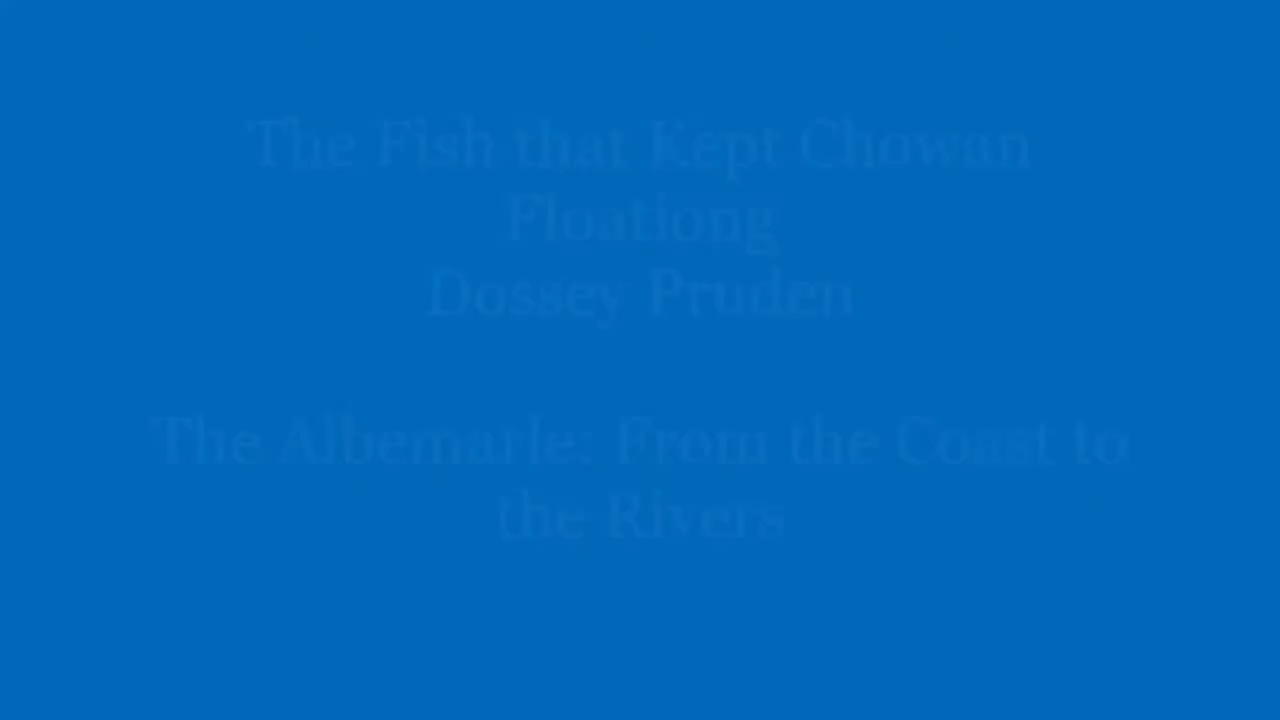 The Fish that Kept Chowan
Floationg
Dossey Pruden
The Albemarle: From the Coast to
the Rivers